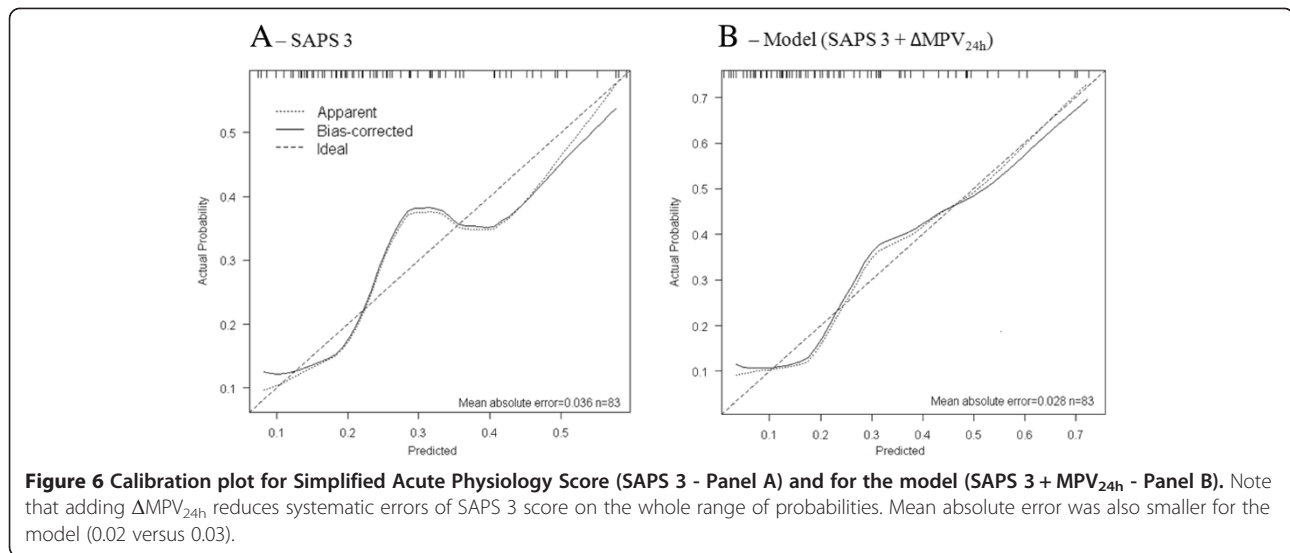 A – SAPS 3
Apparent
Bias-corrected
Ideal
Actual Probability
0.5
0.4
0.3
0.2
0.1
Mean absolute error=0.036 n=83
0.1 0.2 0.3 0.4 0.5
Predicted
B – Model (SAPS 3 + ΔMPV24h)
Actual Probability
0.7
0.6
0.5
0.4
0.3
0.2
0.1
Mean absolute error=0.028 n=83
0.1 0.2 0.3 0.4 0.5 0.6 0.7
Predicted
Figure 6 Calibration plot for Simplified Acute Physiology Score (SAPS 3 - Panel A) and for the model (SAPS 3 + MPV24h - Panel B). Note
that adding ΔMPV24h reduces systematic errors of SAPS 3 score on the whole range of probabilities. Mean absolute error was also smaller for the
model (0.02 versus 0.03).